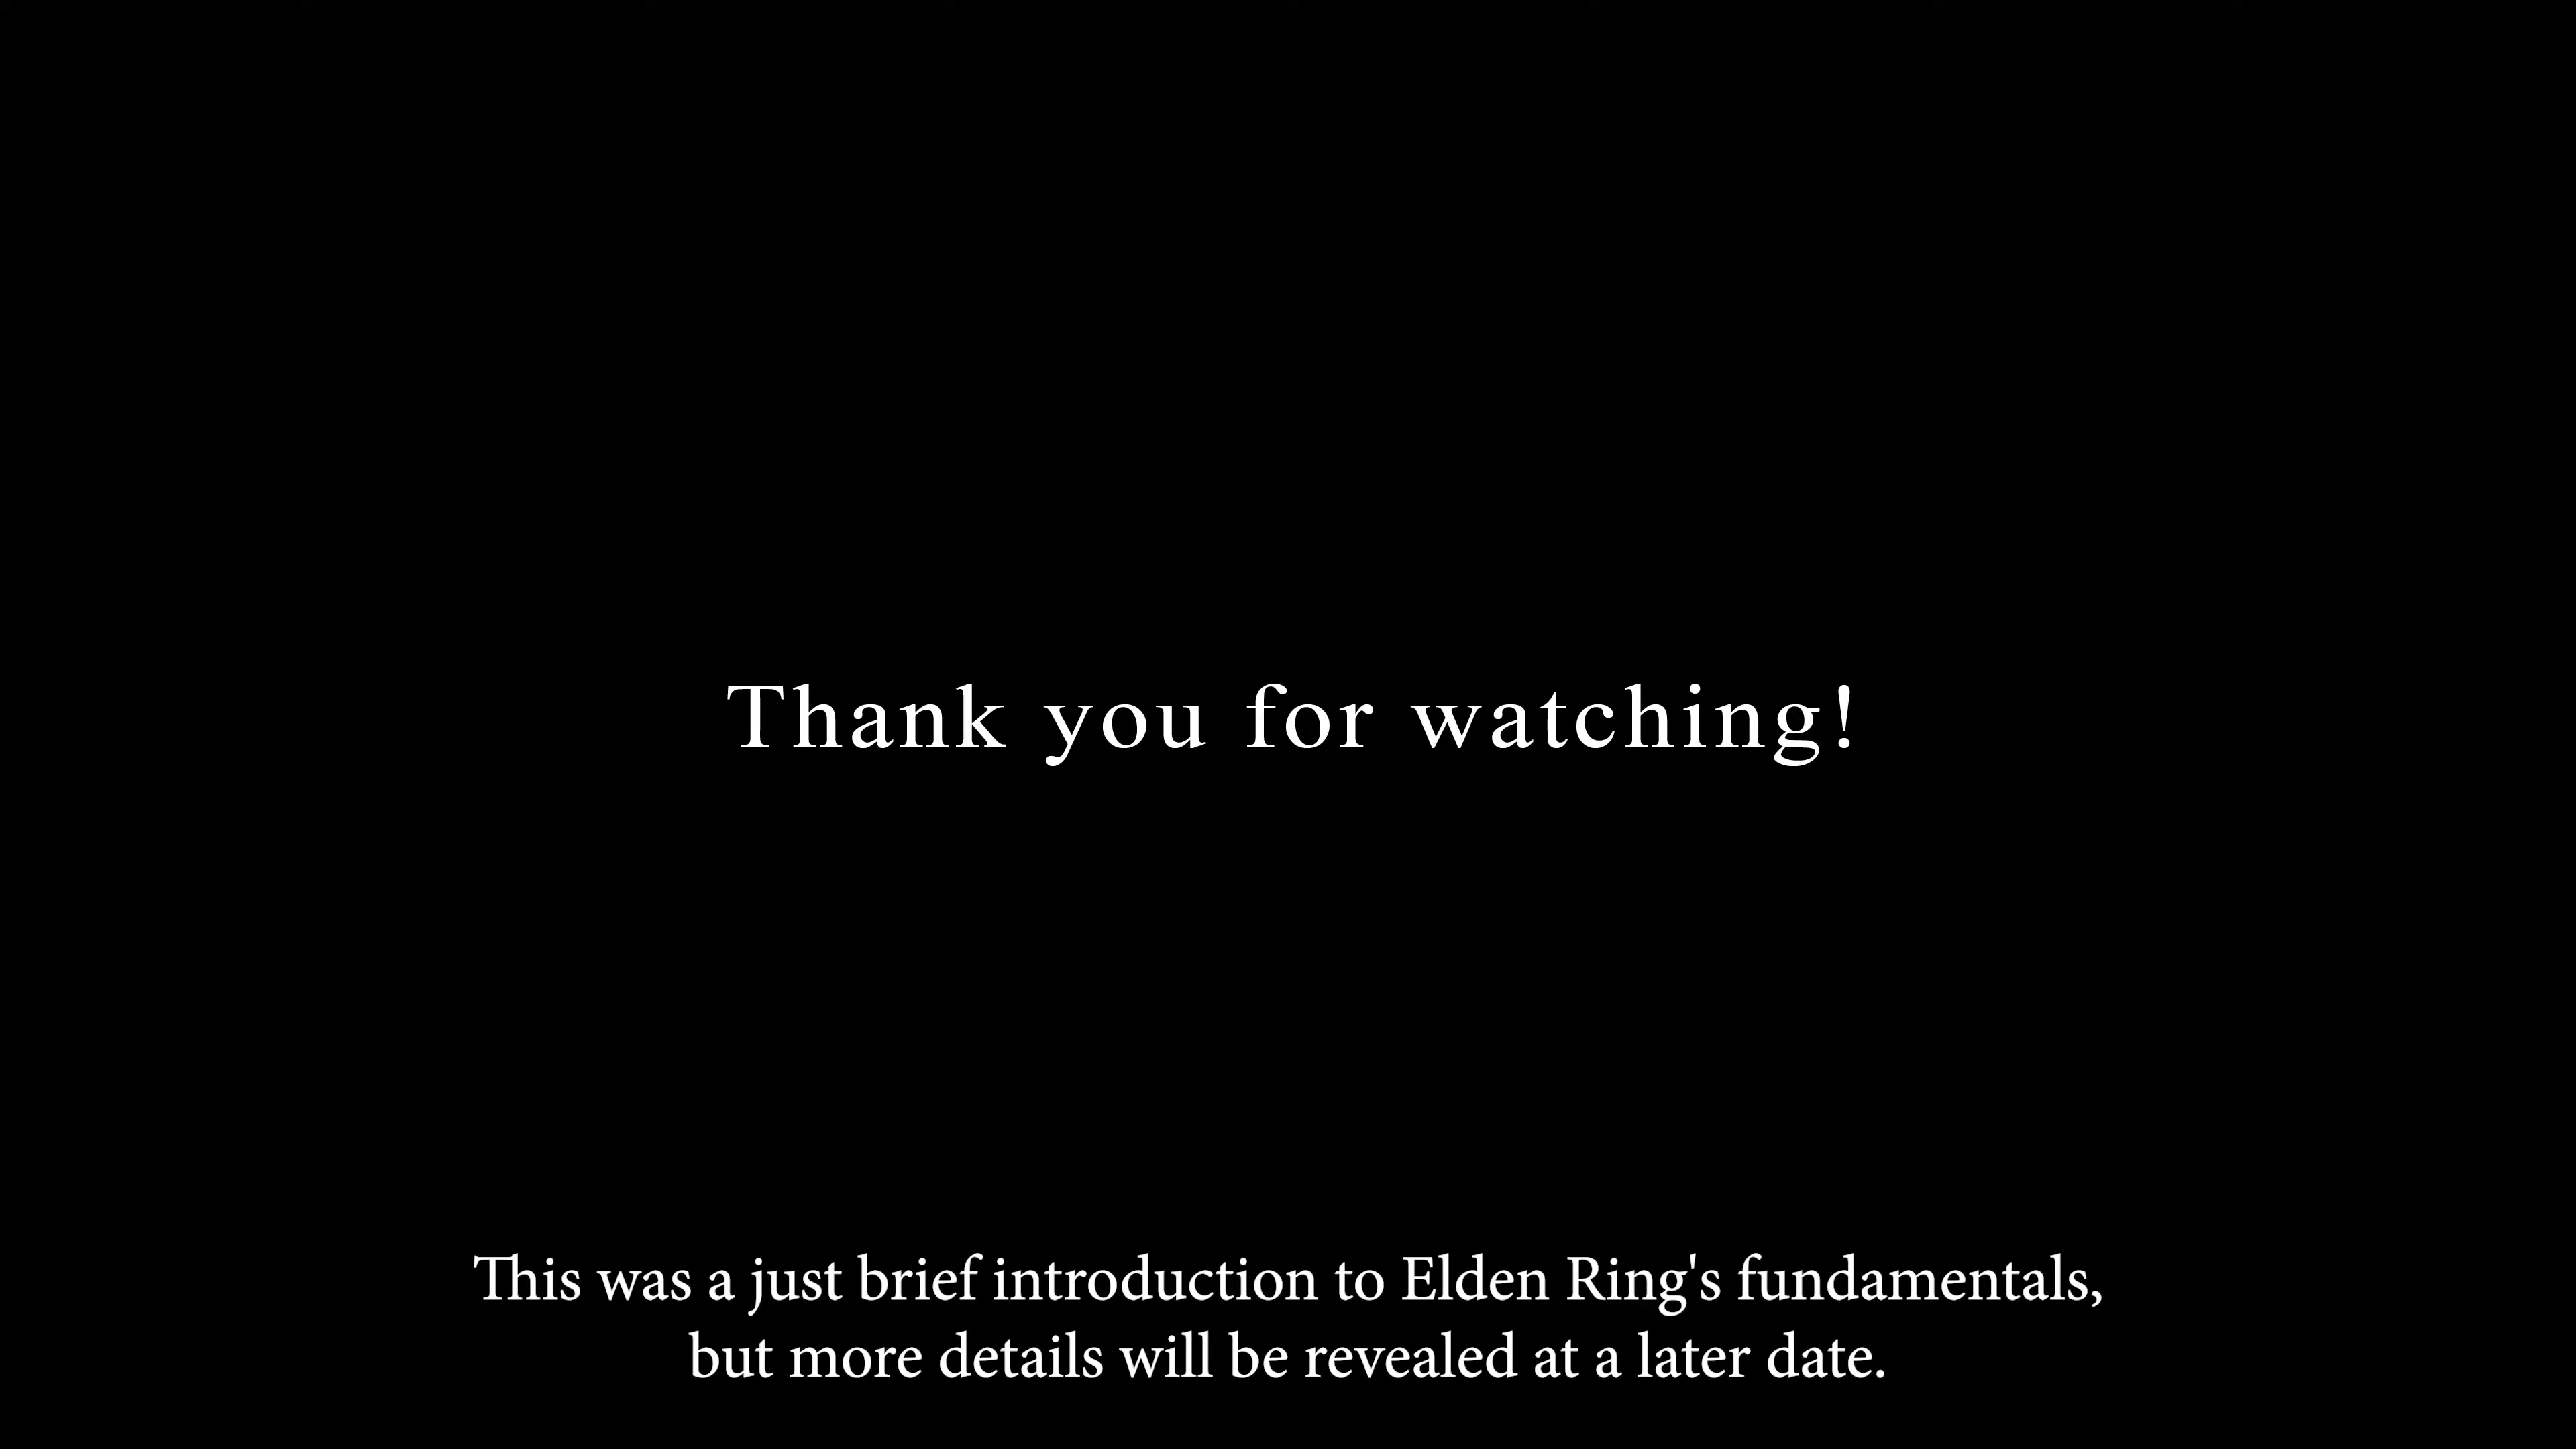 Thank you for watching!
This was a just brief introduction to Elden Ring's fundamentals,
but more details will be revealed at a later date.